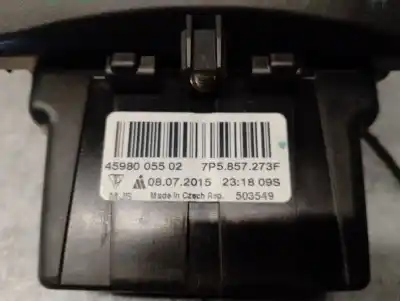 45980 055 02 7P5.857.273F
08.07.2015 23:18 09S
Made in Czech Rep. 503549